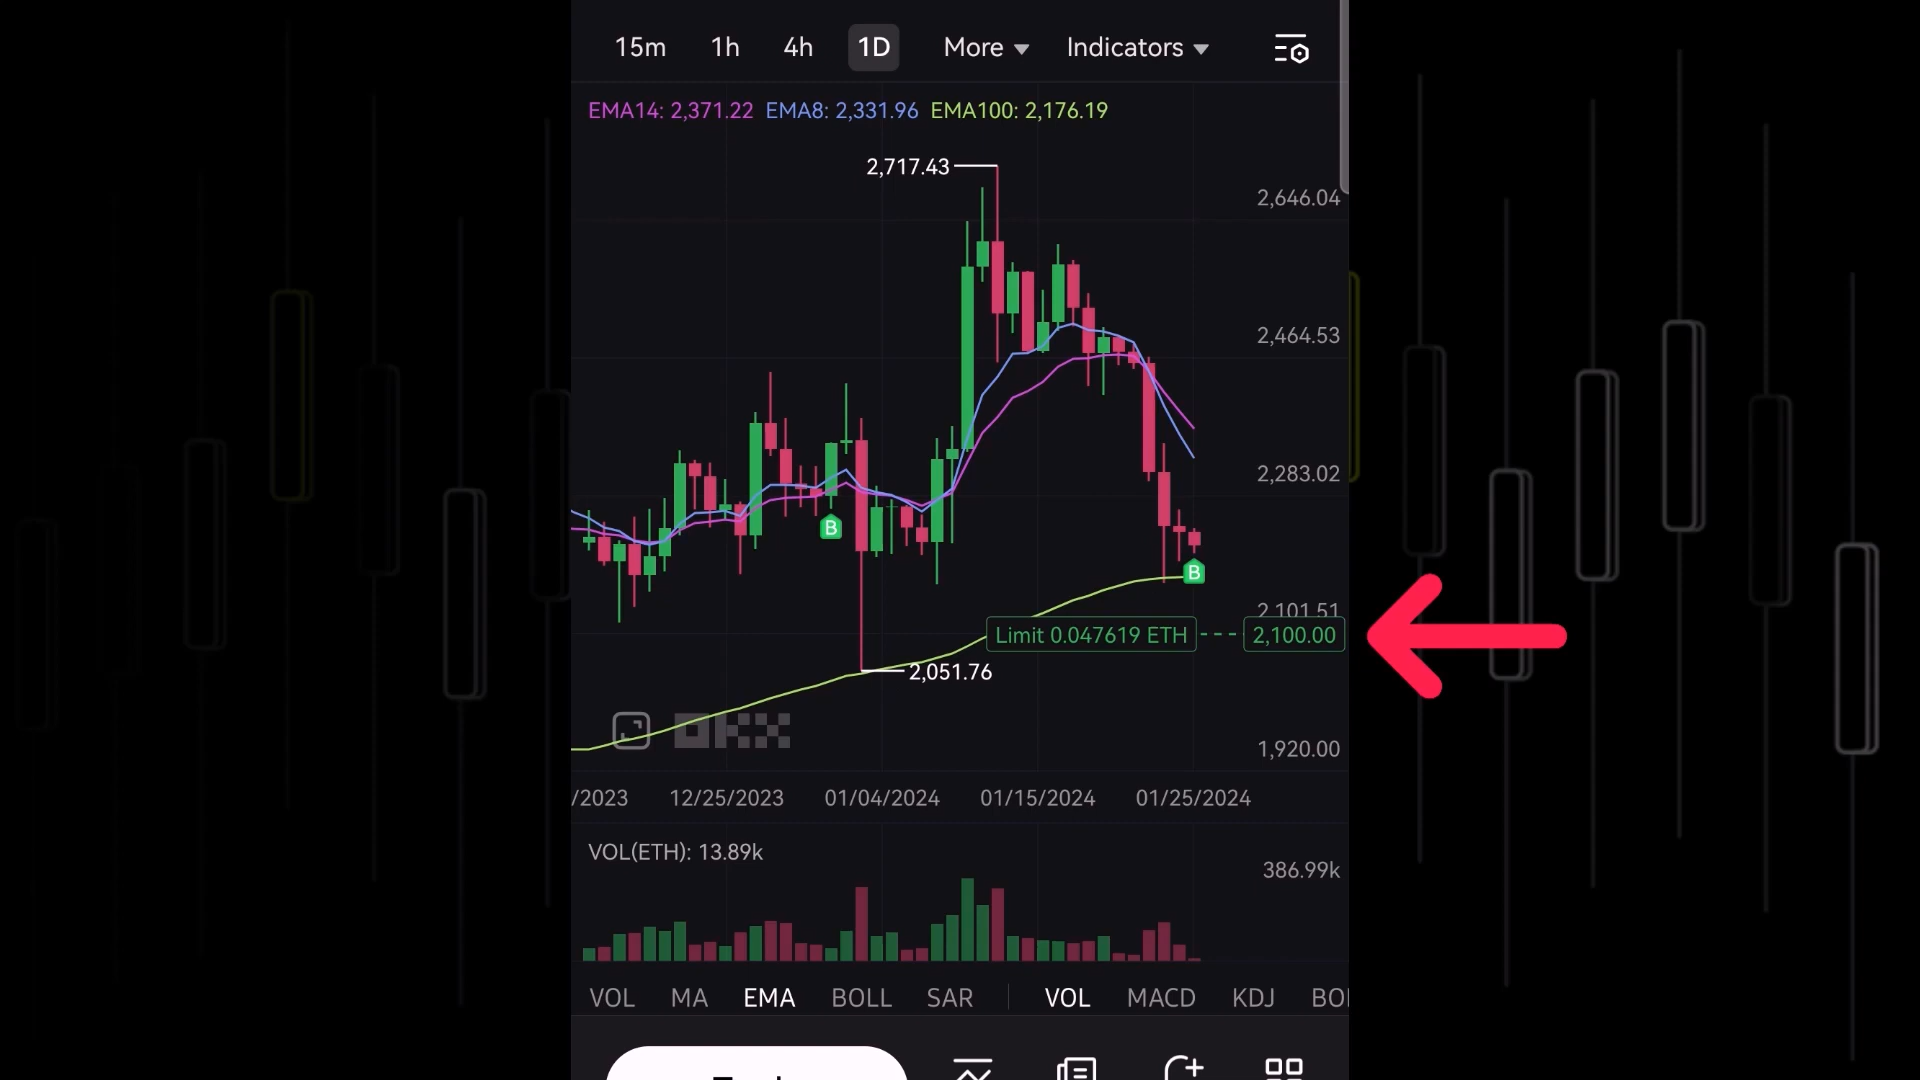 15m 1h 4h 1D More Indicators
EMA14: 2,371.22 EMA8: 2,331.96 EMA100: 2,176.19
2,717.43
2,646.04
2,464.53
2,283.02
B
B
2,101.51
Limit 0.047619 ETH 2,100.00
2,051.76
OKX
1,920.00
/2023 12/25/2023 01/04/2024 01/15/2024 01/25/2024
VOL(ETH): 13.89k
386.99k
VOL MA EMA BOLL SAR VOL MACD KDJ BO